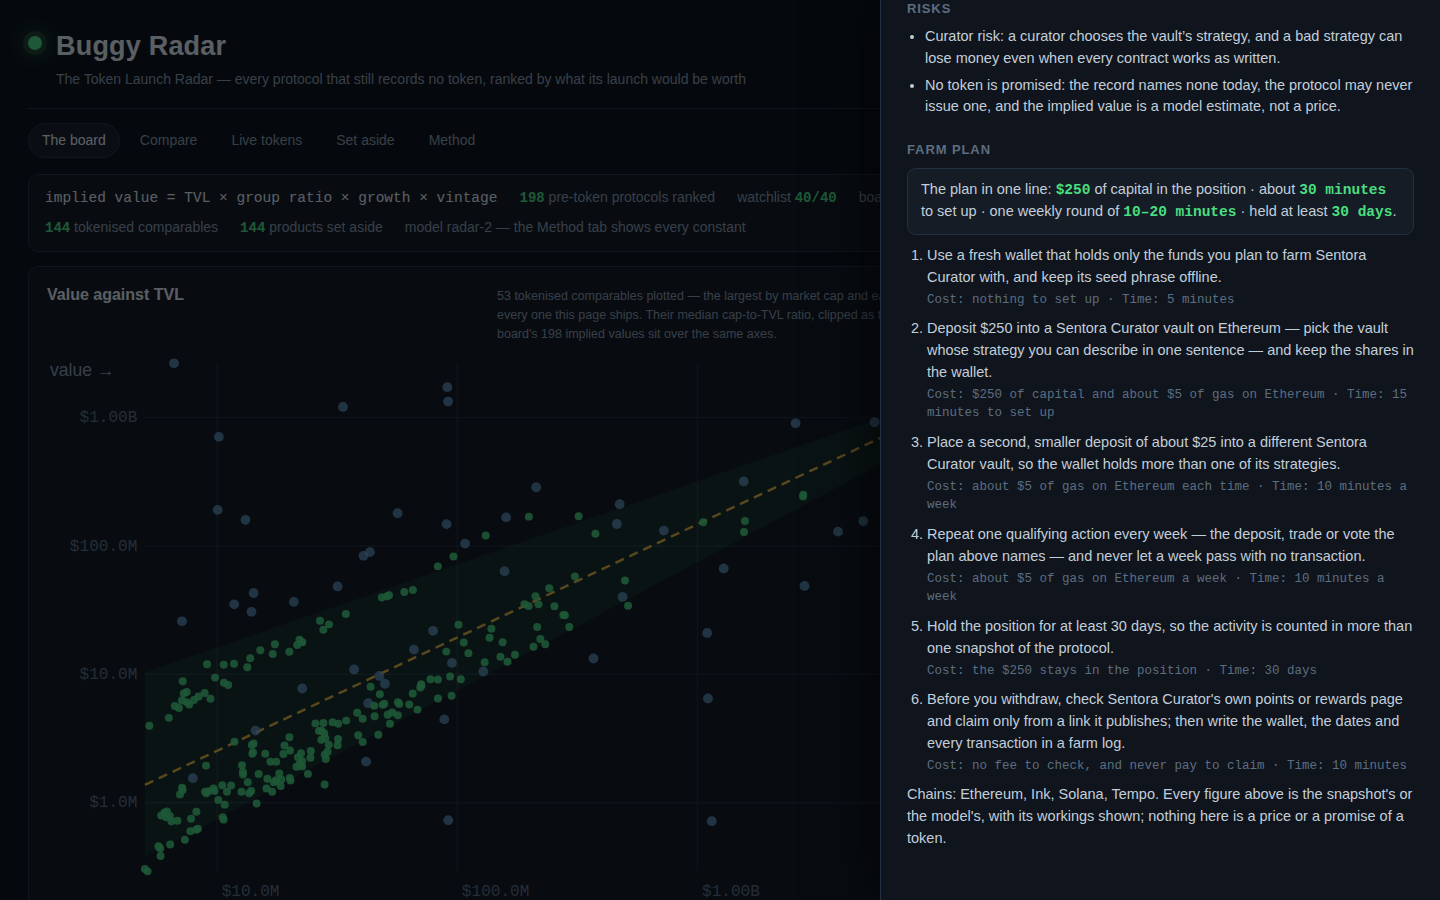 Buggy Radar
The Token Launch Radar — every protocol that still records no token, ranked by what its launch would be worth
The board
Compare
Live tokens
Set aside
Method
implied value = TVL × group ratio × growth × vintage
198 pre-token protocols ranked
watchlist 40/40
144 tokenised comparables
144 products set aside
model radar-2 — the Method tab shows every constant
Value against TVL
53 tokenised comparables plotted — the largest by market cap and
every one this page ships. Their median cap-to-TVL ratio, clipped as
board's 198 implied values sit over the same axes.
value →
$1.00B
$100.0M
$10.0M
$1.0M
$10.0M
$100.0M
$1.00B
RISKS
• Curator risk: a curator chooses the vault's strategy, and a bad strategy can
lose money even when every contract works as written.
• No token is promised: the record names none today, the protocol may never
issue one, and the implied value is a model estimate, not a price.
FARM PLAN
The plan in one line: $250 of capital in the position · about 30 minutes
to set up · one weekly round of 10–20 minutes · held at least 30 days.
1. Use a fresh wallet that holds only the funds you plan to farm Sentora
Curator with, and keep its seed phrase offline.
Cost: nothing to set up · Time: 5 minutes
2. Deposit $250 into a Sentora Curator vault on Ethereum — pick the vault
whose strategy you can describe in one sentence — and keep the shares in
the wallet.
Cost: $250 of capital and about $5 of gas on Ethereum · Time: 15
minutes to set up
3. Place a second, smaller deposit of about $25 into a different Sentora
Curator vault, so the wallet holds more than one of its strategies.
Cost: about $5 of gas on Ethereum each time · Time: 10 minutes a
week
4. Repeat one qualifying action every week — the deposit, trade or vote the
plan above names — and never let a week pass with no transaction.
Cost: about $5 of gas on Ethereum a week · Time: 10 minutes a
week
5. Hold the position for at least 30 days, so the activity is counted in more than
one snapshot of the protocol.
Cost: the $250 stays in the position · Time: 30 days
6. Before you withdraw, check Sentora Curator's own points or rewards page
and claim only from a link it publishes; then write the wallet, the dates and
every transaction in a farm log.
Cost: no fee to check, and never pay to claim · Time: 10 minutes
Chains: Ethereum, Ink, Solana, Tempo. Every figure above is the snapshot's or
the model's, with its workings shown; nothing here is a price or a promise of a
token.